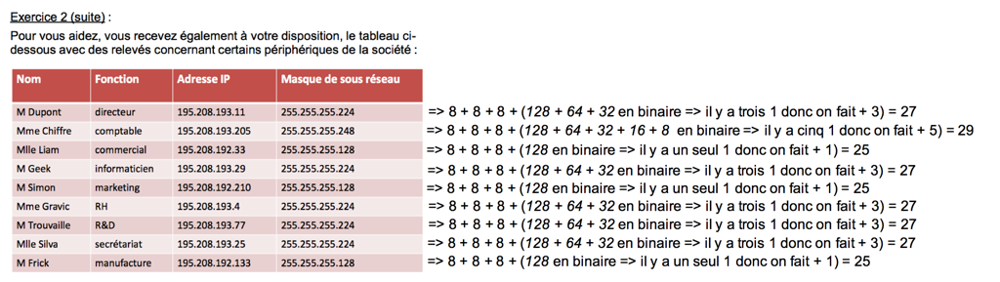 Exercice 2 (suite) :
Pour vous aidez, vous recevez également à votre disposition, le tableau ci-
dessous avec des relevés concernant certains périphériques de la société :
Nom Fonction Adresse IP Masque de sous réseau
M Dupont directeur 195.208.193.11 255.255.255.224 => 8 + 8 + 8 + (128 + 64 + 32 en binaire => il y a trois 1 donc on fait + 3) = 27
Mme Chiffre comptable 195.208.193.205 255.255.255.248 => 8 + 8 + 8 + (128 + 64 + 32 + 16 + 8 en binaire => il y a cinq 1 donc on fait + 5) = 29
Mlle Liam commercial 195.208.192.33 255.255.255.128 => 8 + 8 + 8 + (128 en binaire => il y a un seul 1 donc on fait + 1) = 25
M Geek informaticien 195.208.193.29 255.255.255.224 => 8 + 8 + 8 + (128 + 64 + 32 en binaire => il y a trois 1 donc on fait + 3) = 27
M Simon marketing 195.208.192.210 255.255.255.128 => 8 + 8 + 8 + (128 en binaire => il y a un seul 1 donc on fait + 1) = 25
Mme Gravic RH 195.208.193.4 255.255.255.224 => 8 + 8 + 8 + (128 + 64 + 32 en binaire => il y a trois 1 donc on fait + 3) = 27
M Trouvaille R&D 195.208.193.77 255.255.255.224 => 8 + 8 + 8 + (128 + 64 + 32 en binaire => il y a trois 1 donc on fait + 3) = 27
Mlle Silva secrétariat 195.208.193.25 255.255.255.224 => 8 + 8 + 8 + (128 + 64 + 32 en binaire => il y a trois 1 donc on fait + 3) = 27
M Frick manufacture 195.208.192.133 255.255.255.128 => 8 + 8 + 8 + (128 en binaire => il y a un seul 1 donc on fait + 1) = 25